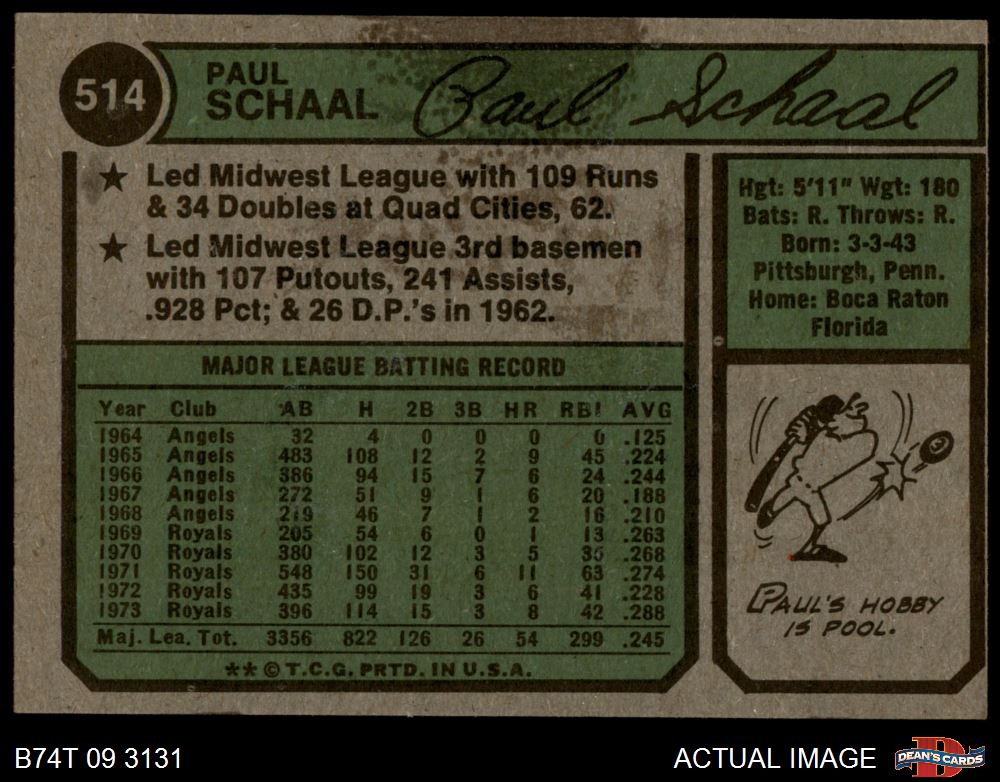 514
PAUL
SCHAAL
Paul Schaal
★ Led Midwest League with 109 Runs
& 34 Doubles at Quad Cities, 62.
★ Led Midwest League 3rd basemen
with 107 Putouts, 241 Assists,
.928 Pct; & 26 D.P.'s in 1962.
Hgt: 5'11" Wgt: 180
Bats: R. Throws: R.
Born: 3-3-43
Pittsburgh, Penn.
Home: Boca Raton
Florida
MAJOR LEAGUE BATTING RECORD
Year Club AB H 2B 3B HR RBI AVG
1964 Angels 32 4 0 0 0 0 .125
1965 Angels 483 108 12 2 9 45 .224
1966 Angels 386 94 15 7 6 24 .244
1967 Angels 272 51 9 1 6 20 .188
1968 Angels 219 46 7 1 2 16 .210
1969 Royals 205 54 6 0 1 13 .263
1970 Royals 380 102 12 3 5 35 .268
1971 Royals 548 150 31 6 11 63 .274
1972 Royals 435 99 19 3 6 41 .228
1973 Royals 396 114 15 3 8 42 .288
Maj. Lea. Tot. 3356 822 126 26 54 299 .245
** © T.C.G. PRTD. IN U.S.A.
PAUL'S HOBBY
IS POOL.
B74T 09 3131
ACTUAL IMAGE
D
DEAN'S CARDS